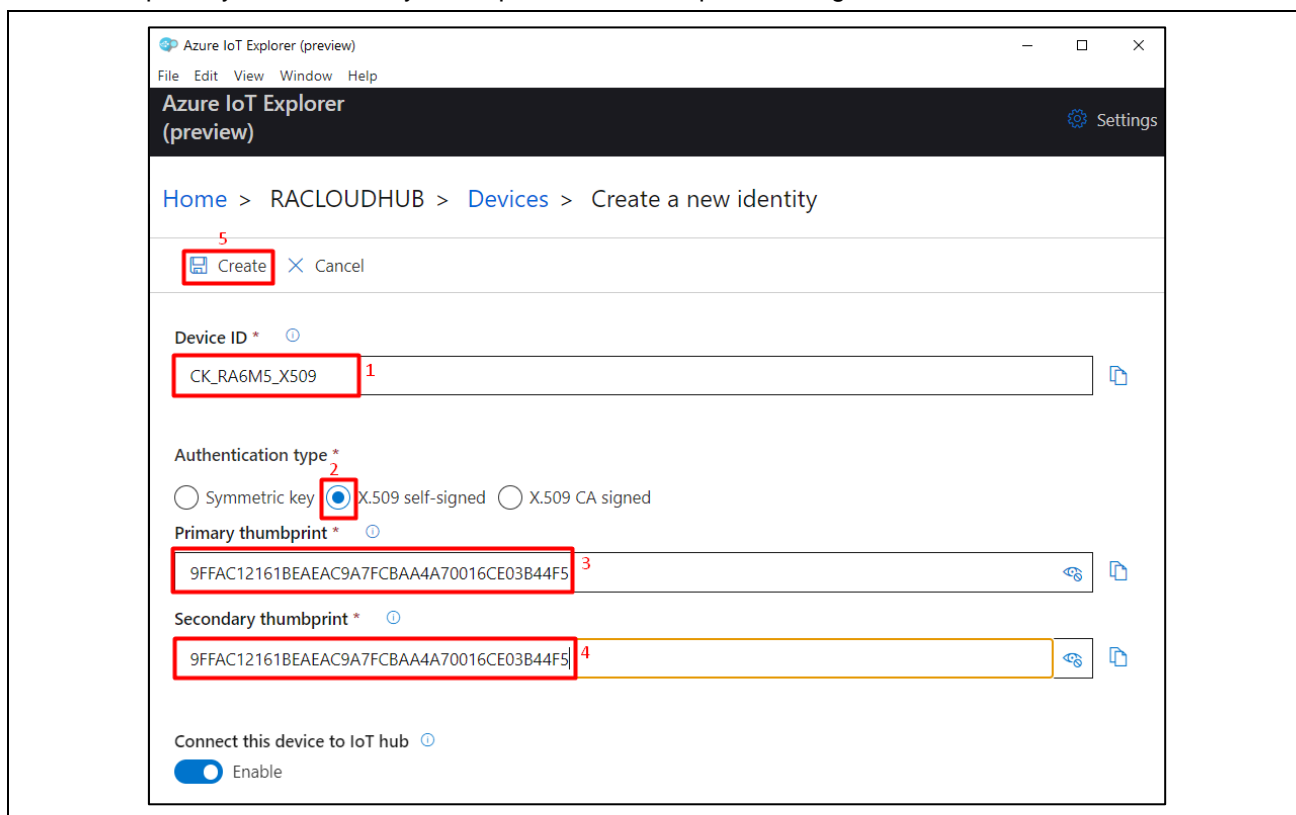 Azure IoT Explorer (preview)
File Edit View Window Help
Azure IoT Explorer
(preview)
Settings
Home > RACLOUDHUB > Devices > Create a new identity
5
Create Cancel
Device ID *
CK_RA6M5_X509 1
Authentication type *
2
Symmetric key X.509 self-signed X.509 CA signed
Primary thumbprint *
9FFAC12161BEAEAC9A7FCBAA4A70016CE03B44F5 3
Secondary thumbprint *
9FFAC12161BEAEAC9A7FCBAA4A70016CE03B44F5 4
Connect this device to IoT hub
Enable